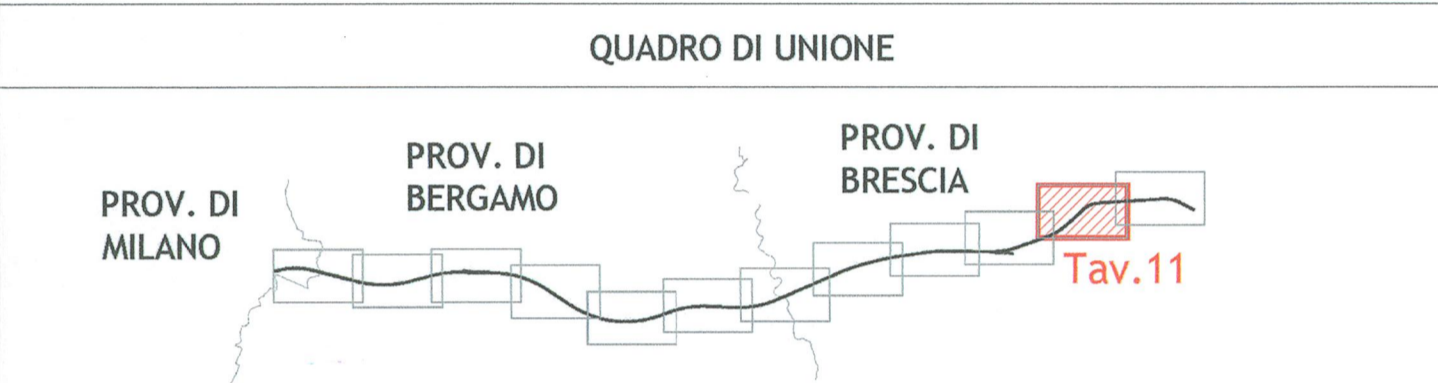 QUADRO DI UNIONE
PROV. DI
MILANO
PROV. DI
BERGAMO
PROV. DI
BRESCIA
Tav.11